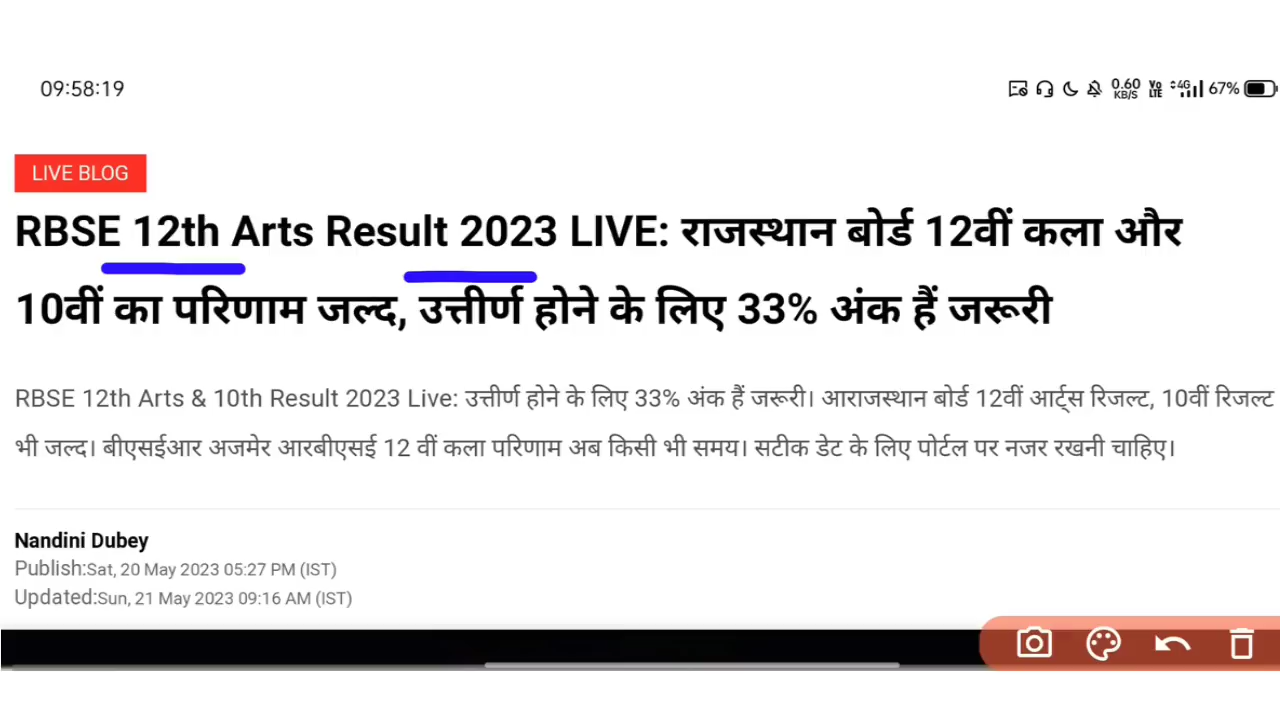 09:58:19
0.60 KB/S Vo LTE 4G 67%
LIVE BLOG
RBSE 12th Arts Result 2023 LIVE: राजस्थान बोर्ड 12वीं कला और
10वीं का परिणाम जल्द, उत्तीर्ण होने के लिए 33% अंक हैं जरूरी
RBSE 12th Arts & 10th Result 2023 Live: उत्तीर्ण होने के लिए 33% अंक हैं जरूरी। आराजस्थान बोर्ड 12वीं आर्ट्स रिजल्ट, 10वीं रिजल्ट
भी जल्द। बीएसईआर अजमेर आरबीएसई 12 वीं कला परिणाम अब किसी भी समय। सटीक डेट के लिए पोर्टल पर नजर रखनी चाहिए।
Nandini Dubey
Publish:Sat, 20 May 2023 05:27 PM (IST)
Updated:Sun, 21 May 2023 09:16 AM (IST)